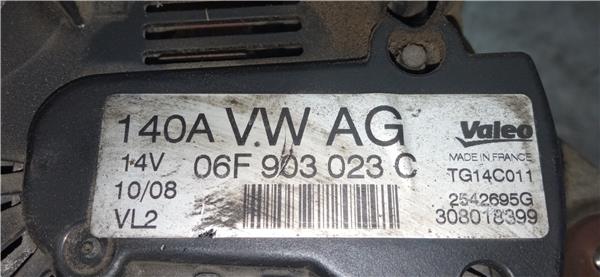 140A V.W AG
Valeo
14V 06F 903 023 C
MADE IN FRANCE
TG14C011
10/08
2542695G
VL2
308018399